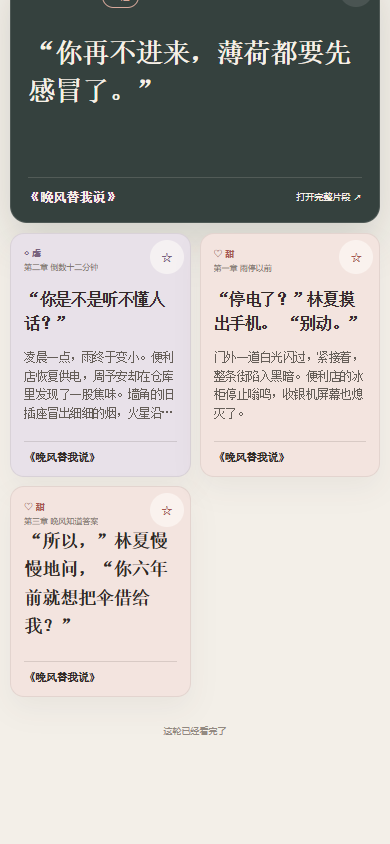 “你再不进来，薄荷都要先
感冒了。”
《晚风替我说》
打开完整片段 ↗
虐
第二章 倒数十二分钟
☆
“你是不是听不懂人
话？”
凌晨一点，雨终于变小。便利
店恢复供电，周予安却在仓库
里发现了一股焦味。墙角的旧
插座冒出细细的烟，火星沿…
《晚风替我说》
♡ 甜
第一章 雨停以前
☆
“停电了？”林夏摸
出手机。 “别动。”
门外一道白光闪过，紧接着，
整条街陷入黑暗。便利店的冰
柜停止嗡鸣，收银机屏幕也熄
灭了。
《晚风替我说》
♡ 甜
第三章 晚风知道答案
☆
“所以，”林夏慢
慢地问，“你六年
前就想把伞借给
我？”
《晚风替我说》
这轮已经看完了